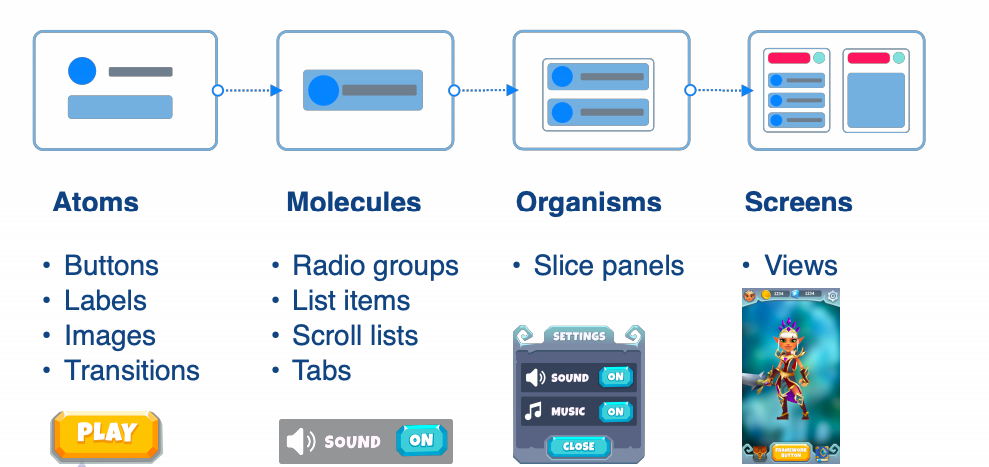 Atoms
• Buttons
• Labels
• Images
• Transitions
PLAY
Molecules
• Radio groups
• List items
• Scroll lists
• Tabs
SOUND ON
Organisms
• Slice panels
SETTINGS
SOUND ON
MUSIC ON
CLOSE
Screens
• Views
1234 1234
FRAMEWORK
BUTTON